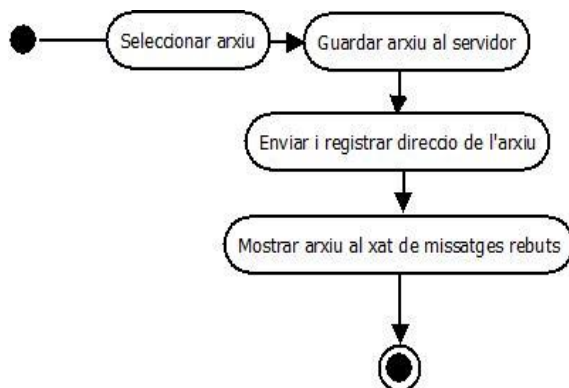 Seleccionar arxiu
Guardar arxiu al servidor
Enviar i registrar direccio de l'arxiu
Mostrar arxiu al xat de missatges rebuts